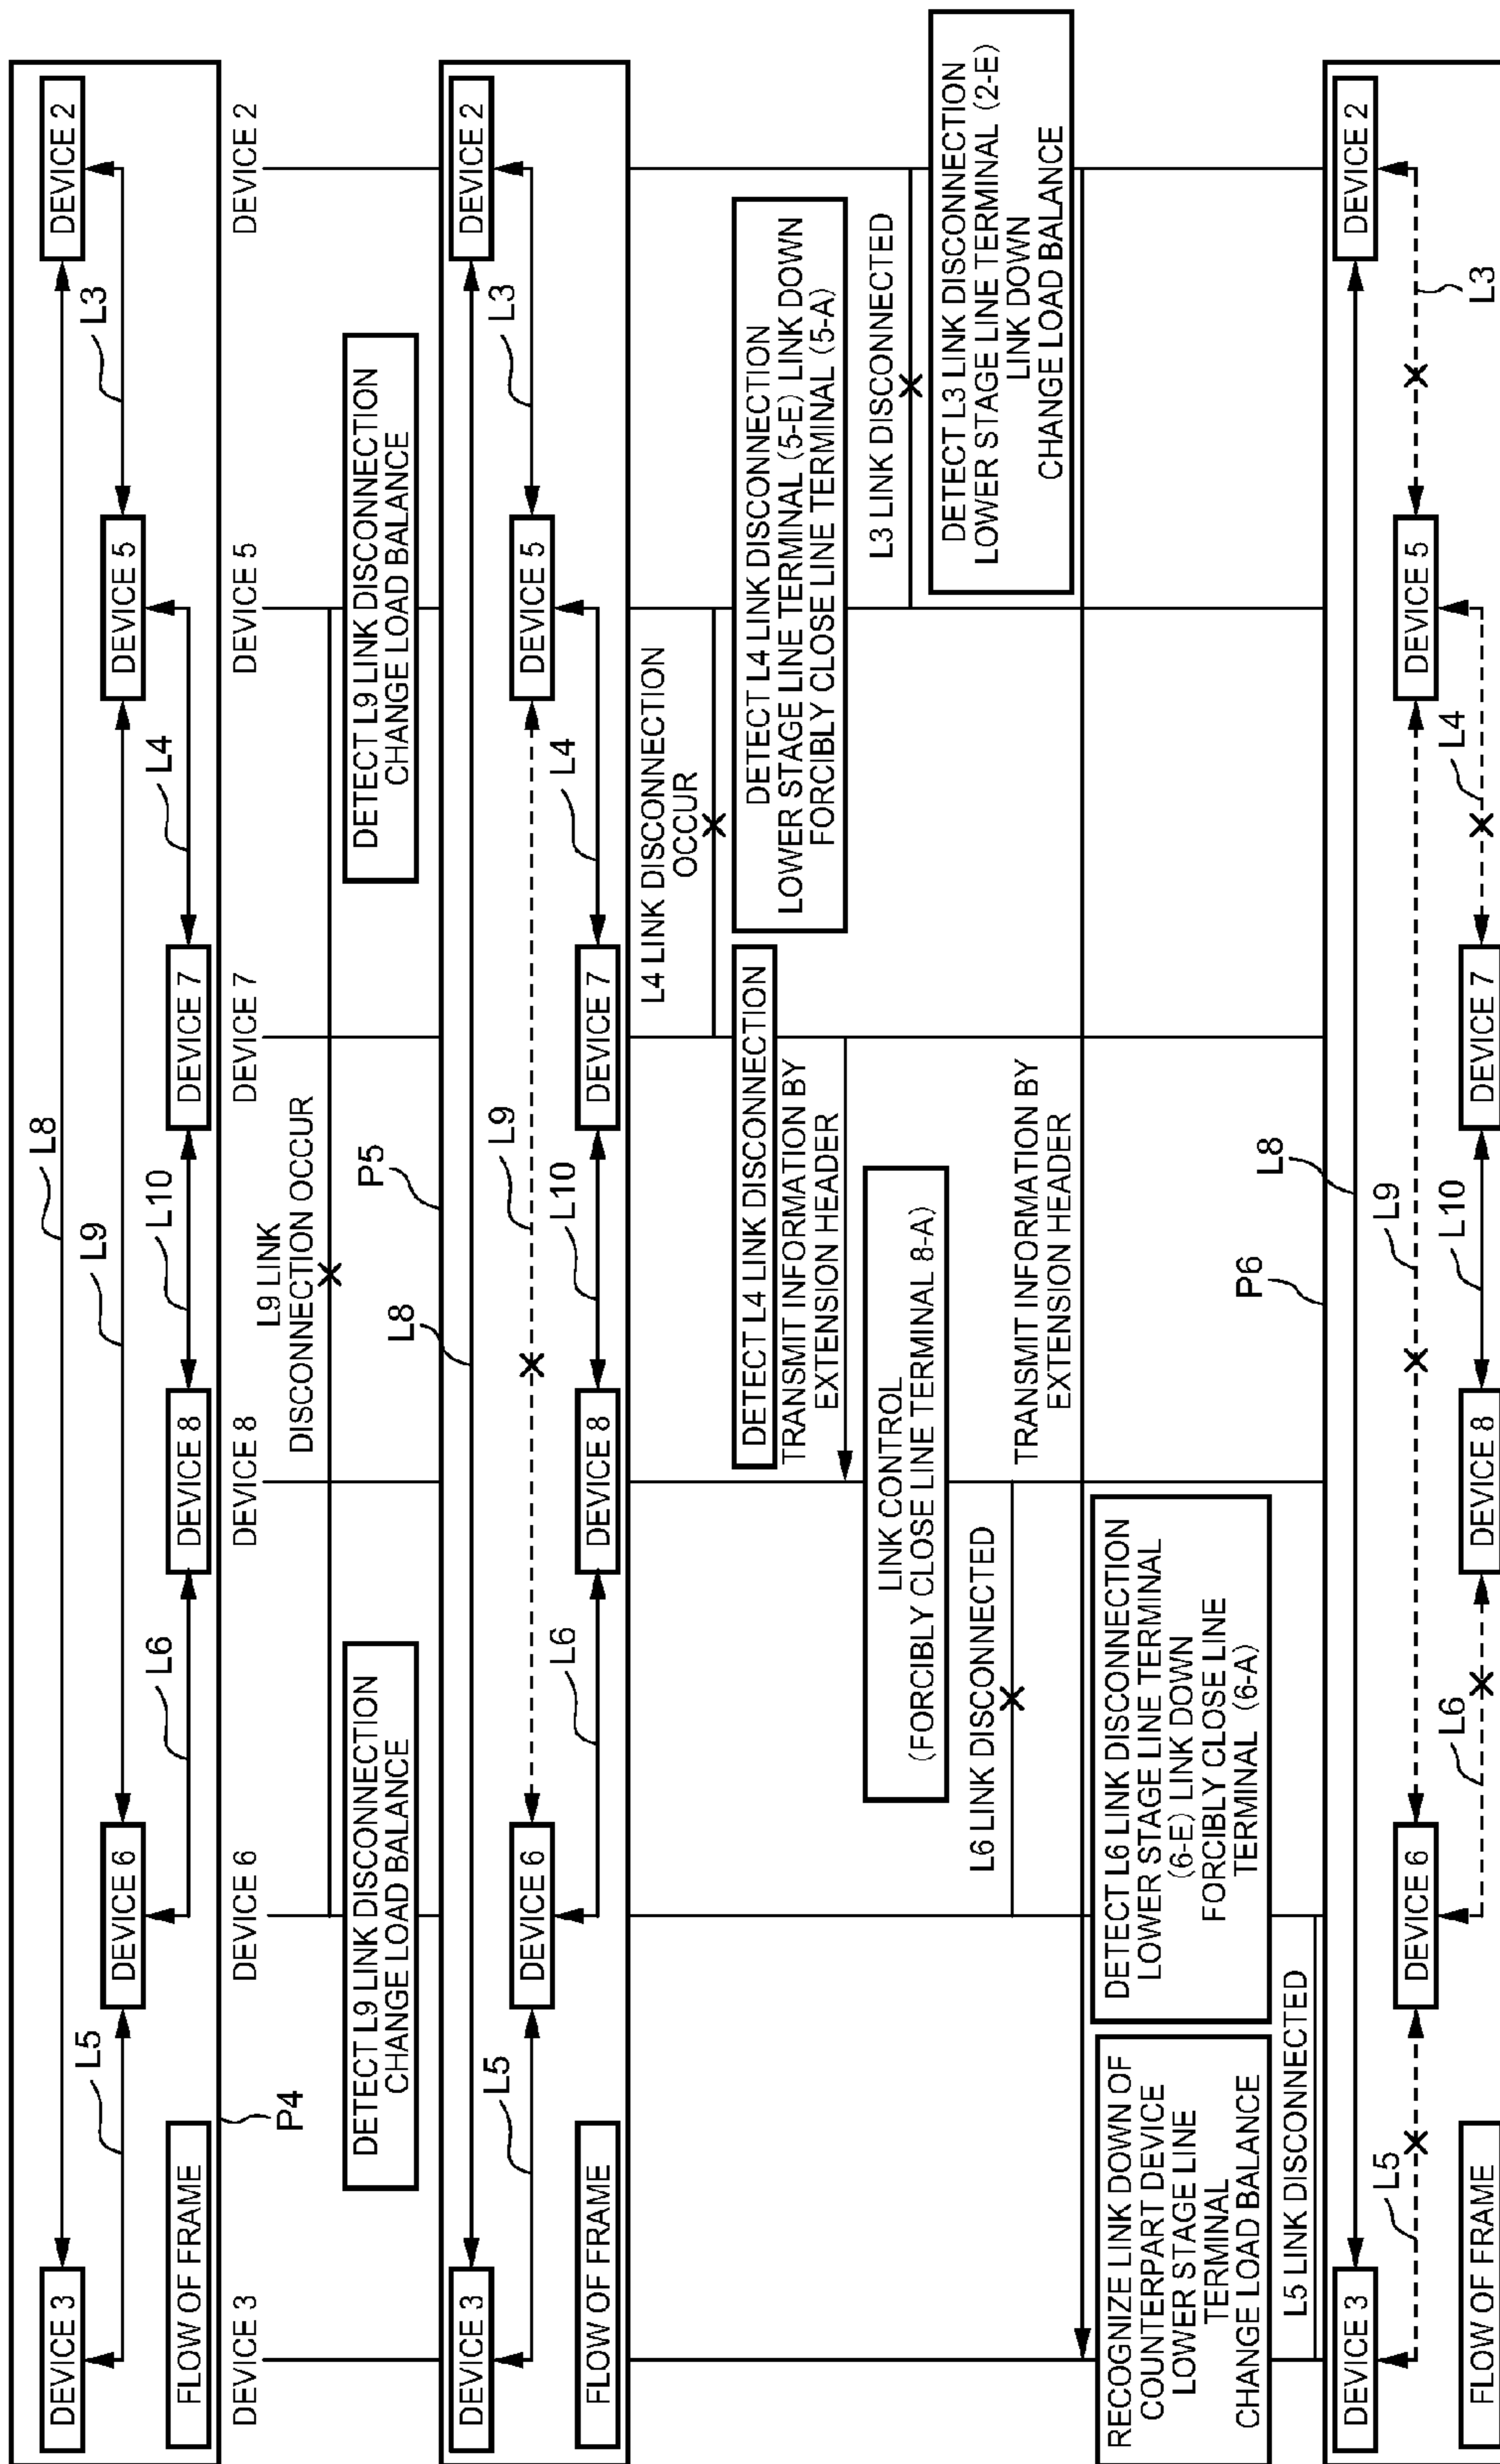 DEVICE 3
DEVICE 2
L8
L3
L9
L5
DEVICE 6
DEVICE 5
L4
L10
L6
FLOW OF FRAME
DEVICE 8
DEVICE 7
P4
DEVICE 3
DEVICE 6
DEVICE 8
DEVICE 7
DEVICE 5
DEVICE 2
L9 LINK
DISCONNECTION OCCUR
DETECT L9 LINK DISCONNECTION
CHANGE LOAD BALANCE
DETECT L9 LINK DISCONNECTION
CHANGE LOAD BALANCE
P5
L8
DEVICE 3
DEVICE 2
L5
L9
L3
DEVICE 6
DEVICE 5
L6
L10
L4
FLOW OF FRAME
DEVICE 8
DEVICE 7
L4 LINK DISCONNECTION
OCCUR
DETECT L4 LINK DISCONNECTION
DETECT L4 LINK DISCONNECTION
LOWER STAGE LINE TERMINAL (5-E) LINK DOWN
FORCIBLY CLOSE LINE TERMINAL (5-A)
TRANSMIT INFORMATION BY
EXTENSION HEADER
L3 LINK DISCONNECTED
LINK CONTROL
(FORCIBLY CLOSE LINE TERMINAL 8-A)
DETECT L3 LINK DISCONNECTION
LOWER STAGE LINE TERMINAL (2-E)
LINK DOWN
CHANGE LOAD BALANCE
L6 LINK DISCONNECTED
TRANSMIT INFORMATION BY
EXTENSION HEADER
RECOGNIZE LINK DOWN OF
COUNTERPART DEVICE
LOWER STAGE LINE
TERMINAL
CHANGE LOAD BALANCE
DETECT L6 LINK DISCONNECTION
LOWER STAGE LINE TERMINAL
(6-E) LINK DOWN
FORCIBLY CLOSE LINE
TERMINAL (6-A)
L5 LINK DISCONNECTED
P6
L8
DEVICE 3
DEVICE 2
L5
L9
L3
DEVICE 6
DEVICE 5
L6
L10
L4
FLOW OF FRAME
DEVICE 8
DEVICE 7